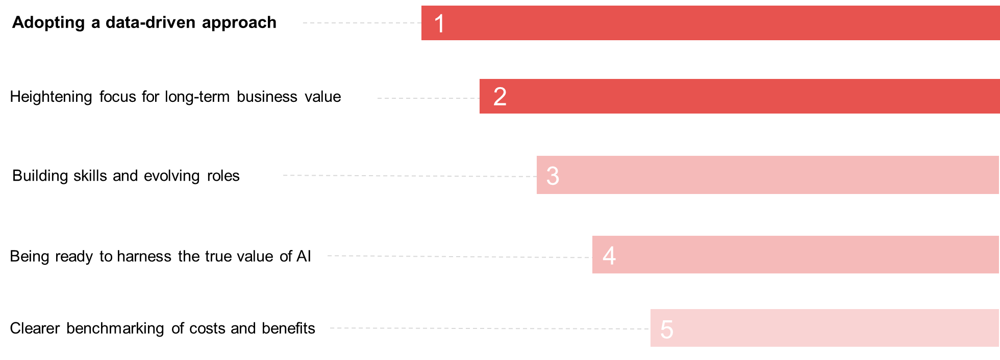 Adopting a data-driven approach 1
Heightening focus for long-term business value 2
Building skills and evolving roles 3
Being ready to harness the true value of AI 4
Clearer benchmarking of costs and benefits 5